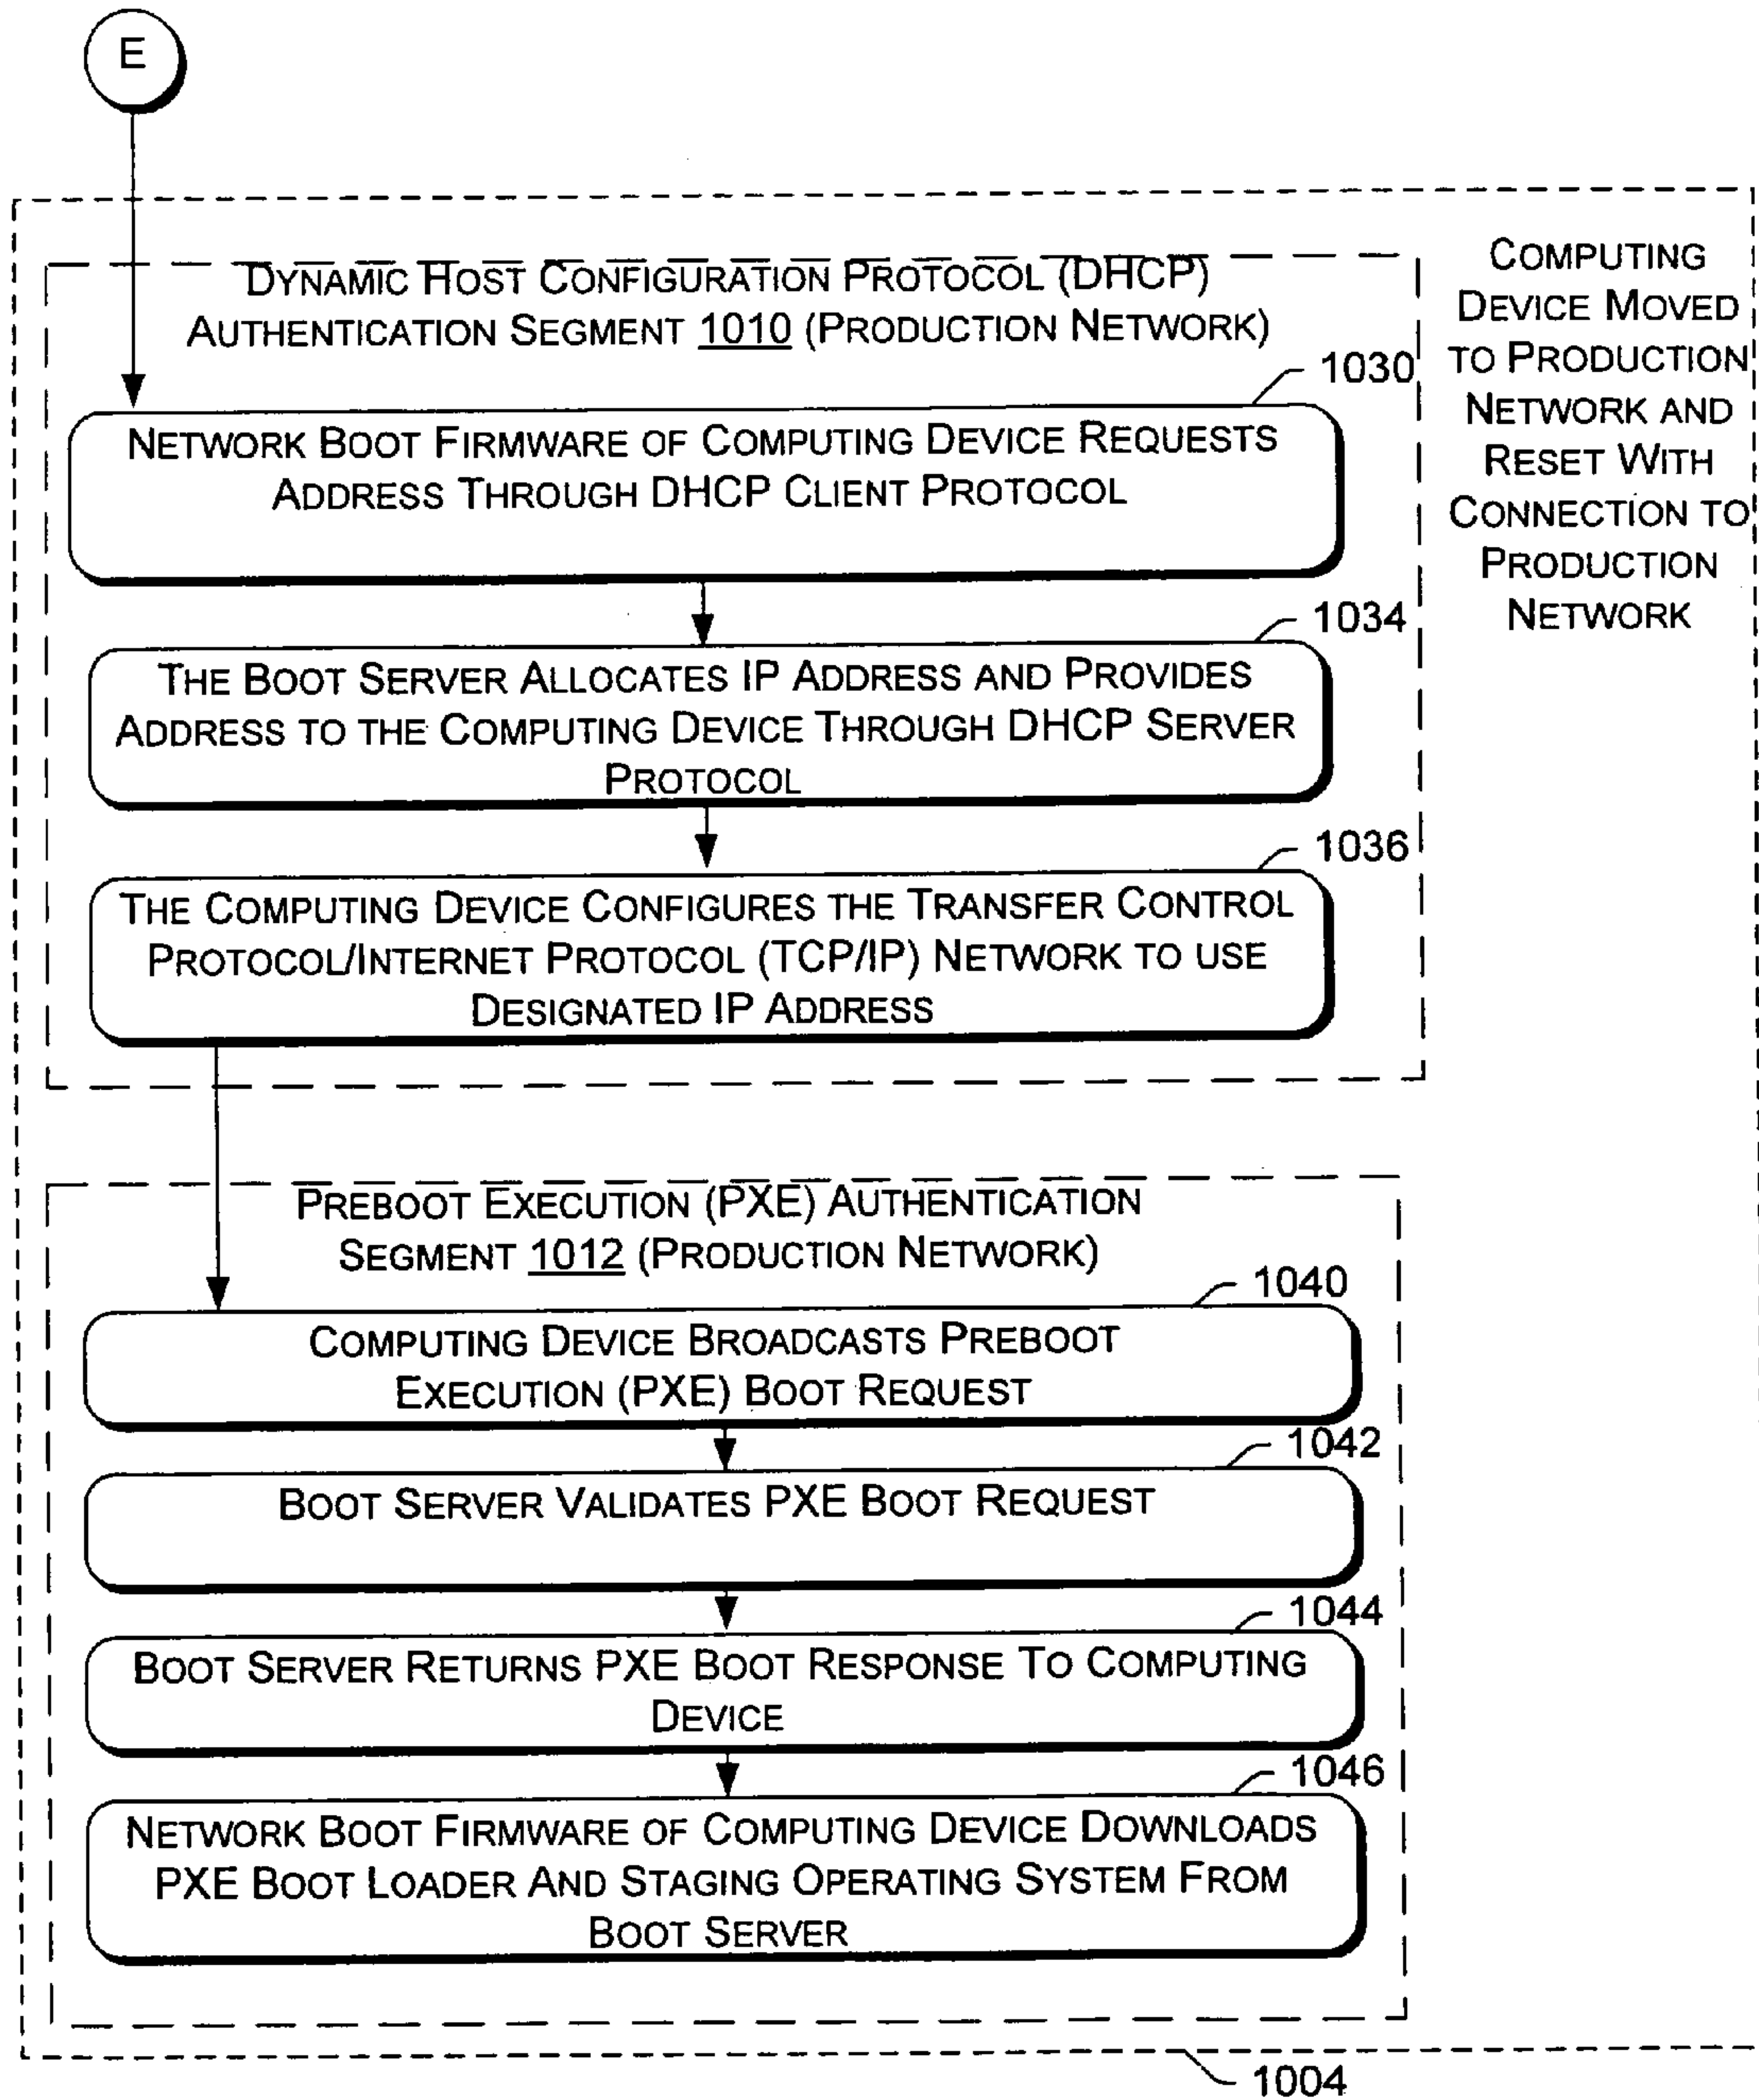 E
DYNAMIC HOST CONFIGURATION PROTOCOL (DHCP)
AUTHENTICATION SEGMENT 1010 (PRODUCTION NETWORK)
COMPUTING
DEVICE MOVED
TO PRODUCTION
NETWORK AND
RESET WITH
CONNECTION TO
PRODUCTION
NETWORK
1030
NETWORK BOOT FIRMWARE OF COMPUTING DEVICE REQUESTS
ADDRESS THROUGH DHCP CLIENT PROTOCOL
1034
THE BOOT SERVER ALLOCATES IP ADDRESS AND PROVIDES
ADDRESS TO THE COMPUTING DEVICE THROUGH DHCP SERVER
PROTOCOL
1036
THE COMPUTING DEVICE CONFIGURES THE TRANSFER CONTROL
PROTOCOL/INTERNET PROTOCOL (TCP/IP) NETWORK TO USE
DESIGNATED IP ADDRESS
PREBOOT EXECUTION (PXE) AUTHENTICATION
SEGMENT 1012 (PRODUCTION NETWORK)
1040
COMPUTING DEVICE BROADCASTS PREBOOT
EXECUTION (PXE) BOOT REQUEST
1042
BOOT SERVER VALIDATES PXE BOOT REQUEST
1044
BOOT SERVER RETURNS PXE BOOT RESPONSE TO COMPUTING
DEVICE
1046
NETWORK BOOT FIRMWARE OF COMPUTING DEVICE DOWNLOADS
PXE BOOT LOADER AND STAGING OPERATING SYSTEM FROM
BOOT SERVER
1004